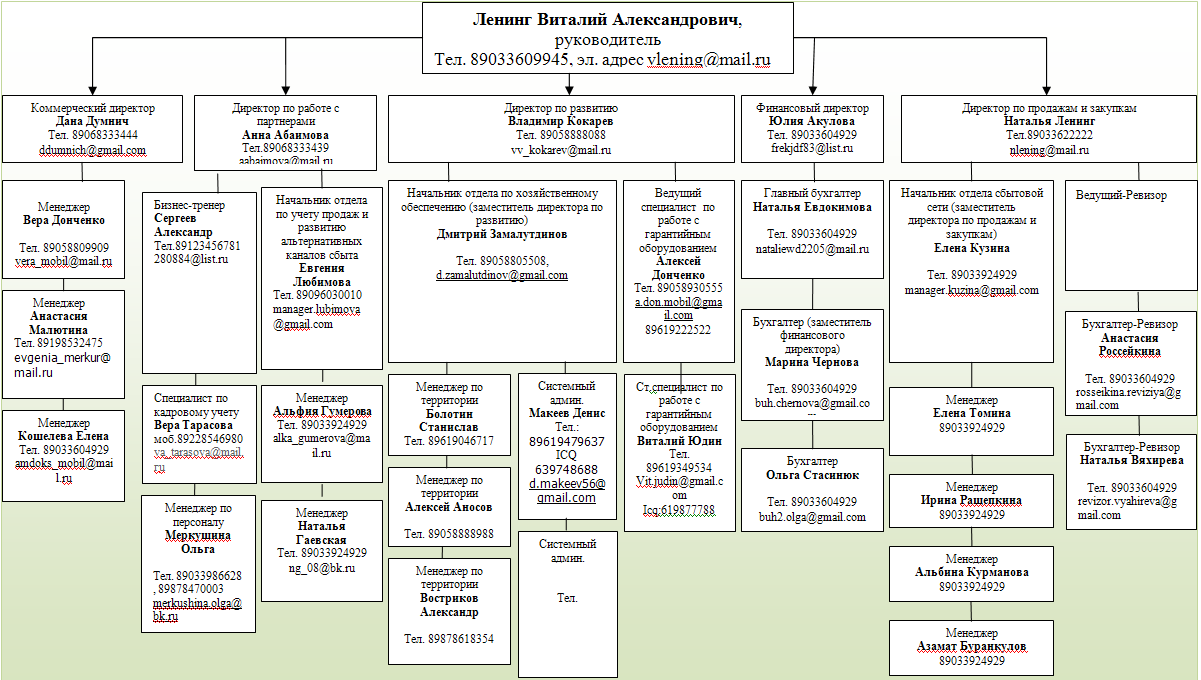 Ленинг Виталий Александрович,
руководитель
Тел. 89033609945, эл. адрес vlening@mail.ru
Коммерческий директор
Дана Думнич
Тел. 89068333444
ddumnich@gmail.com
Директор по работе с
партнерами
Анна Абаимова
Тел.89068333439
aabaimova@mail.ru
Директор по развитию
Владимир Кокарев
Тел. 89058888088
vv_kokarev@mail.ru
Финансовый директор
Юлия Акулова
Тел. 89033604929
frekjdf83@list.ru
Директор по продажам и закупкам
Наталья Ленинг
Тел.89033622222
nlening@mail.ru
Менеджер
Вера Донченко
Тел. 89058809909
vera_mobil@mail.ru
Менеджер
Анастасия
Малютина
Тел. 89198532475
evgenia_merkur@
mail.ru
Менеджер
Кошелева Елена
Тел. 89033604929
amdoks_mobil@mai
l.ru
Бизнес-тренер
Сергеев
Александр
Тел.89123456781
280884@list.ru
Специалист по
кадровому учету
Вера Тарасова
моб.89228546980
va_tarasova@mail.
ru
Менеджер по
персоналу
Меркушина
Ольга
Тел. 89033986628
, 89878470003
merkushina.olga@
bk.ru
Начальник отдела
по учету продаж и
развитию
альтернативных
каналов сбыта
Евгения
Любимова
Тел. 89096030010
manager.lubimova
@gmail.com
Менеджер
Альфия Гумерова
Тел. 89033924929
alka_gumerova@ma
il.ru
Менеджер
Наталья
Гаевская
Тел. 89033924929
ng_08@bk.ru
Начальник отдела по хозяйственному
обеспечению (заместитель директора по
развитию)
Дмитрий Замалутдинов
Тел. 89058805508,
d.zamalutdinov@gmail.com
Менеджер по
территории
Болотин
Станислав
Тел. 89619046717
Менеджер по
территории
Алексей Аносов
Тел. 89058888988
Менеджер по
территории
Востриков
Александр
Тел. 89878618354
Системный
админ.
Макеев Денис
Тел.:
89619479637
ICQ
639748688
d.makeev56@
gmail.com
Системный
админ.
Тел.
Ведущий
специалист по
работе с
гарантийным
оборудованием
Алексей
Донченко
Тел. 89058930555
a.don.mobil@gma
il.com
89619222522
Ст.специалист по
работе с
гарантийным
оборудованием
Виталий Юдин
Тел.
89619349534
Vit.judin@gmail.c
om
Icq:619877788
Главный бухгалтер
Наталья Евдокимова
Тел. 89033604929
nataliewd2205@mail.ru
Бухгалтер (заместитель
финансового
директора)
Марина Чернова
Тел. 89033604929
buh.chernova@gmail.co
Бухгалтер
Ольга Стасинюк
Тел. 89033604929
buh2.olga@gmail.com
Начальник отдела сбытовой
сети (заместитель
директора по продажам и
закупкам)
Елена Кузина
Тел. 89033924929
manager.kuzina@gmail.com
Менеджер
Елена Томина
89033924929
Менеджер
Ирина Ращепкина
89033924929
Менеджер
Альбина Курманова
89033924929
Менеджер
Азамат Буранкулов
89033924929
Ведущий-Ревизор
Бухгалтер-Ревизор
Анастасия
Россейкина
Тел. 89033604929
rosseikina.reviziya@g
mail.com
Бухгалтер-Ревизор
Наталья Вяхирева
Тел. 89033604929
revizor.vyahireva@g
mail.com